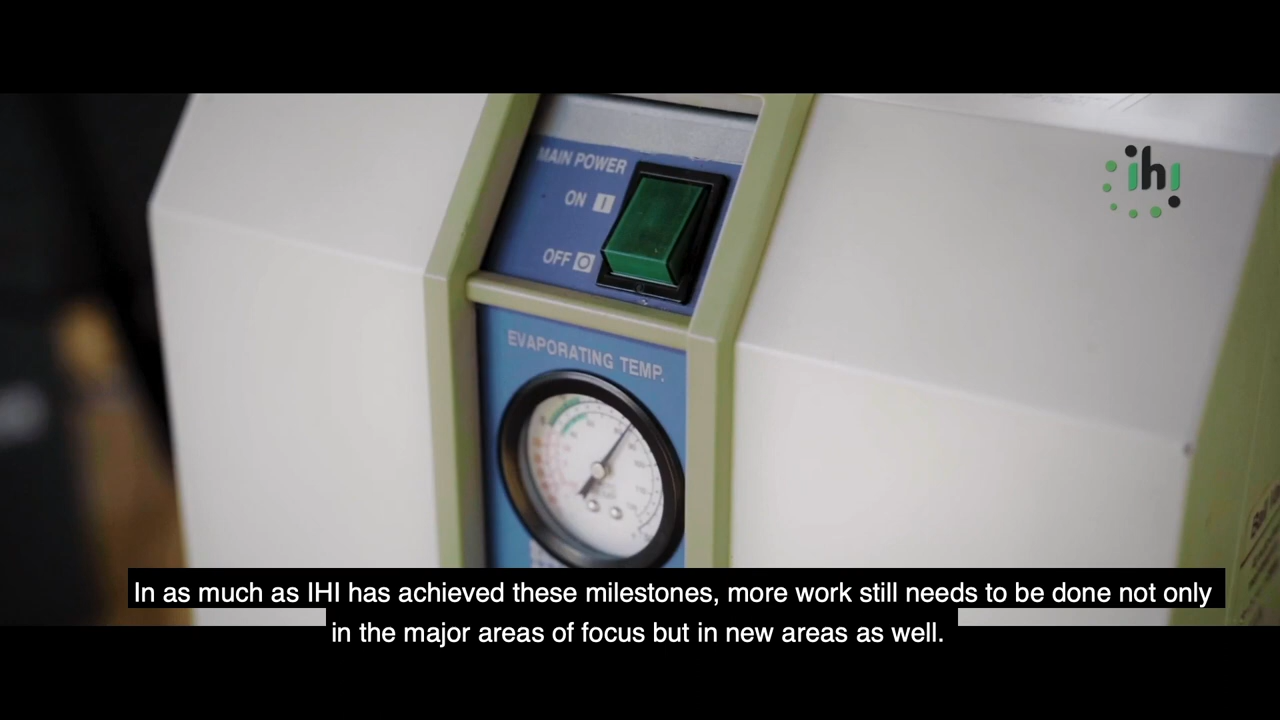 MAIN POWER
ON I
OFF O
ihi
EVAPORATING TEMP.
In as much as IHI has achieved these milestones, more work still needs to be done not only
in the major areas of focus but in new areas as well.